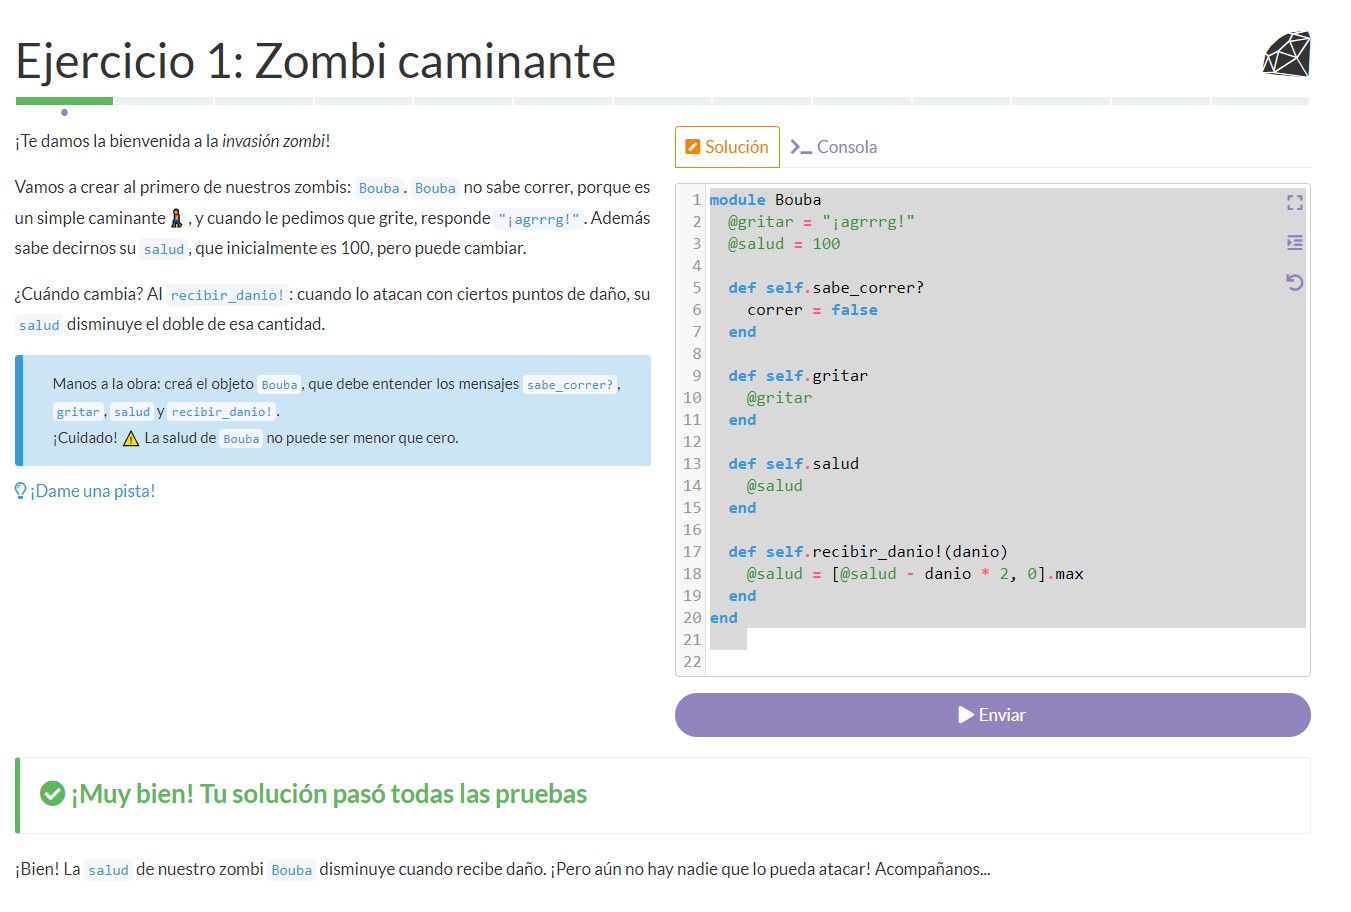 Ejercicio 1: Zombi caminante
¡Te damos la bienvenida a la invasión zombi!
Vamos a crear al primero de nuestros zombis: Bouba. Bouba no sabe correr, porque es
un simple caminante , y cuando le pedimos que grite, responde "¡agrrrg!". Además
sabe decirnos su salud, que inicialmente es 100, pero puede cambiar.
¿Cuándo cambia? Al recibir_danio!: cuando lo atacan con ciertos puntos de daño, su
salud disminuye el doble de esa cantidad.
Manos a la obra: creá el objeto Bouba, que debe entender los mensajes sabe_correr?,
gritar, salud y recibir_danio!.
¡Cuidado! ⚠ La salud de Bouba no puede ser menor que cero.
¡Dame una pista!
Solución Consola
1 module Bouba
2   @gritar = "¡agrrrg!"
3   @salud = 100
4
5   def self.sabe_correr?
6     correr = false
7   end
8
9   def self.gritar
10     @gritar
11   end
12
13   def self.salud
14     @salud
15   end
16
17   def self.recibir_danio!(danio)
18     @salud = [@salud - danio * 2, 0].max
19   end
20 end
21
22
Enviar
¡Muy bien! Tu solución pasó todas las pruebas
¡Bien! La salud de nuestro zombi Bouba disminuye cuando recibe daño. ¡Pero aún no hay nadie que lo pueda atacar! Acompañanos...